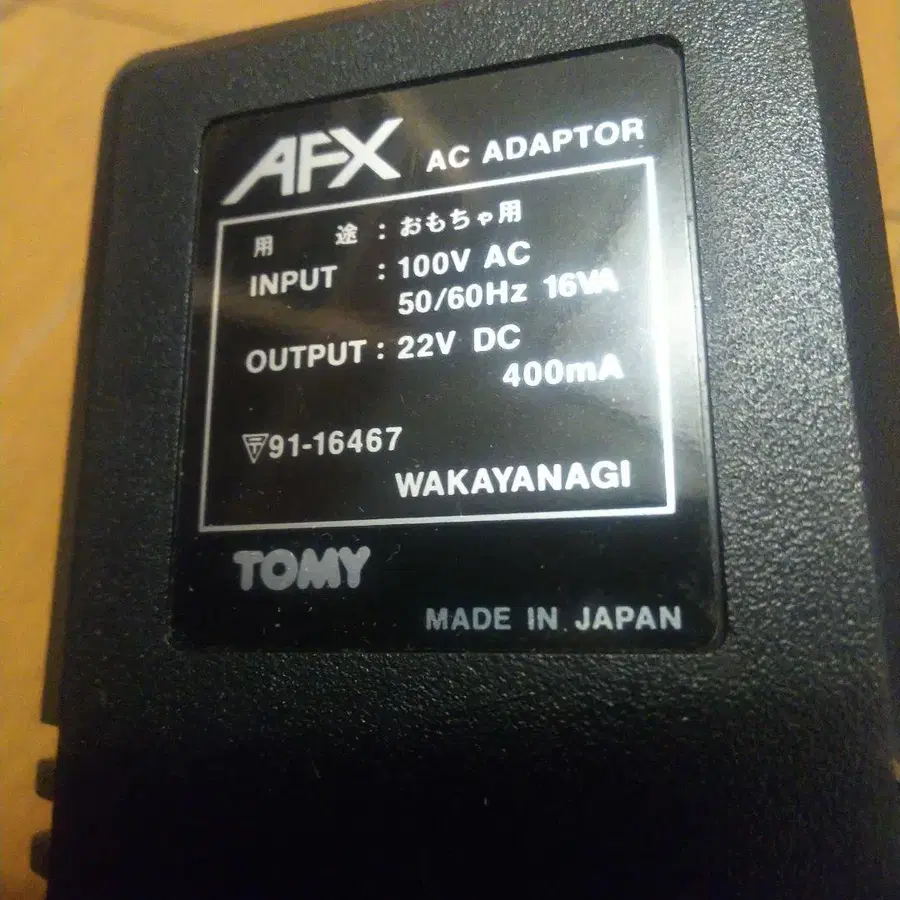 AFX AC ADAPTOR
用 途 : おもちゃ用
INPUT : 100V AC
50/60Hz 16VA
OUTPUT : 22V DC
400mA
〒91-16467
WAKAYANAGI
TOMY
MADE IN JAPAN